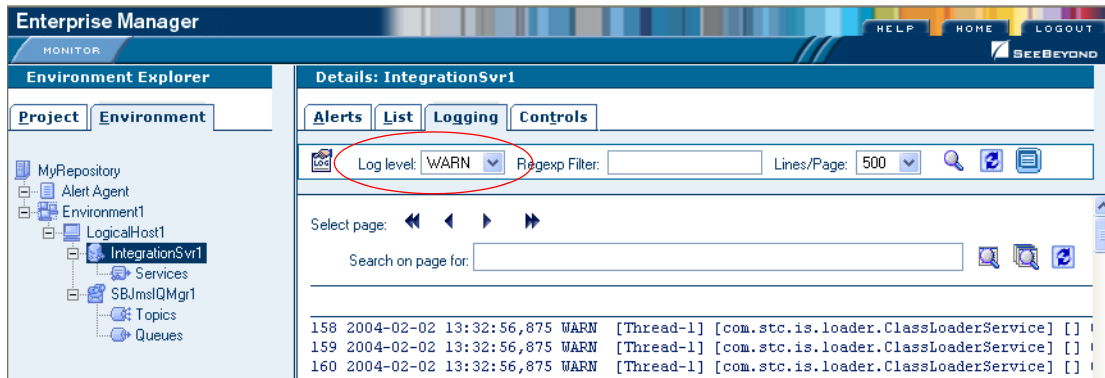 Enterprise Manager
HELP HOME LOGOUT
MONITOR
SEEBEYOND
Environment Explorer
Project Environment
MyRepository
Alert Agent
Environment1
LogicalHost1
IntegrationSvr1
Services
SBJmsIQMgr1
Topics
Queues
Details: IntegrationSvr1
Alerts List Logging Controls
LOG Log level: WARN Regexp Filter: Lines/Page: 500
Select page:
Search on page for:
158 2004-02-02 13:32:56,875 WARN [Thread-1] [com.stc.is.loader.ClassLoaderService] []
159 2004-02-02 13:32:56,875 WARN [Thread-1] [com.stc.is.loader.ClassLoaderService] []
160 2004-02-02 13:32:56,875 WARN [Thread-1] [com.stc.is.loader.ClassLoaderService] []